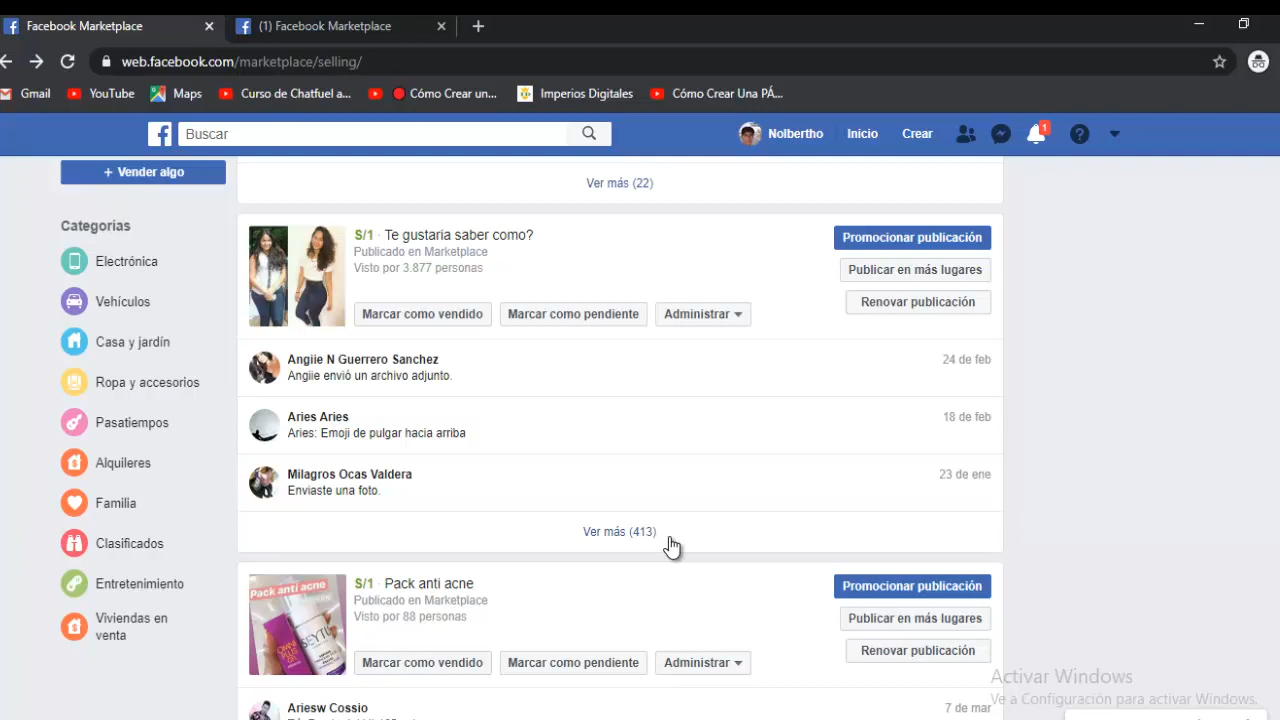 Facebook Marketplace
(1) Facebook Marketplace
web.facebook.com/marketplace/selling/
Gmail
YouTube
Maps
Curso de Chatfuel a...
Cómo Crear un...
Imperios Digitales
Cómo Crear Una PÁ...
Buscar
Nolbertho
Inicio
Crear
1
+ Vender algo
Categorias
Electrónica
Vehículos
Casa y jardín
Ropa y accesorios
Pasatiempos
Alquileres
Familia
Clasificados
Entretenimiento
Viviendas en
venta
Ver más (22)
S/1 · Te gustaria saber como?
Publicado en Marketplace
Visto por 3.877 personas
Marcar como vendido
Marcar como pendiente
Administrar
Promocionar publicación
Publicar en más lugares
Renovar publicación
Angiie N Guerrero Sanchez
24 de feb
Angiie envió un archivo adjunto.
Aries Aries
18 de feb
Aries: Emoji de pulgar hacia arriba
Milagros Ocas Valdera
23 de ene
Enviaste una foto.
Ver más (413)
Pack anti acne
SEYTÚ
S/1 · Pack anti acne
Publicado en Marketplace
Visto por 88 personas
Marcar como vendido
Marcar como pendiente
Administrar
Promocionar publicación
Publicar en más lugares
Renovar publicación
Ariesw Cossio
7 de mar
Activar Windows
Ve a Configuración para activar Windows.